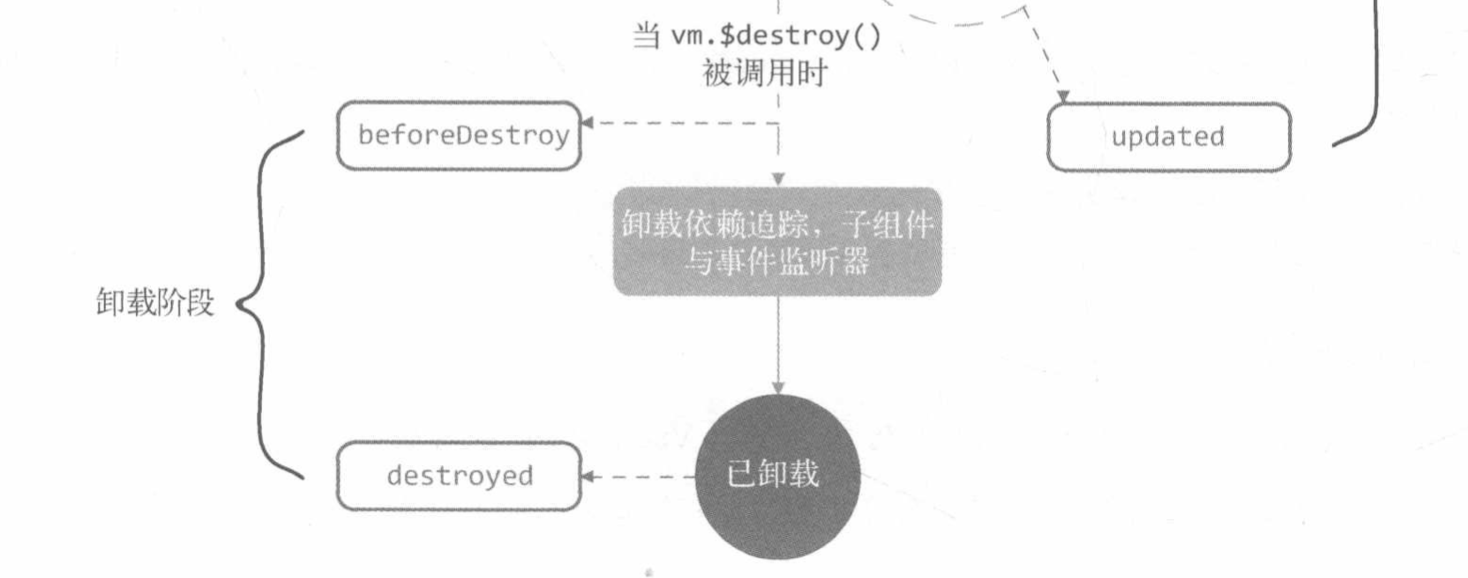 当 vm.$destroy()
被调用时
beforeDestroy
updated
卸载依赖追踪，子组件
与事件监听器
卸载阶段
已卸载
destroyed